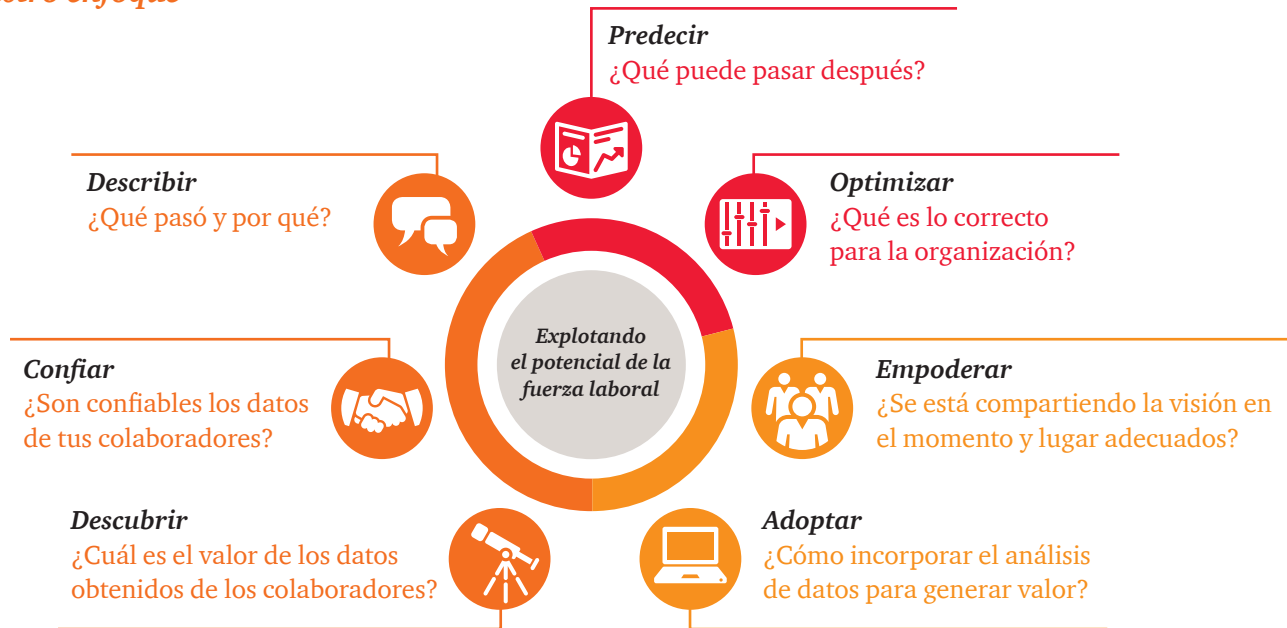 enfoque
Predecir
¿Qué puede pasar después?
Describir
¿Qué pasó y por qué?
Optimizar
¿Qué es lo correcto
para la organización?
Explotando
el potencial de la
fuerza laboral
Confiar
¿Son confiables los datos
de tus colaboradores?
Empoderar
¿Se está compartiendo la visión en
el momento y lugar adecuados?
Descubrir
¿Cuál es el valor de los datos
obtenidos de los colaboradores?
Adoptar
¿Cómo incorporar el análisis
de datos para generar valor?